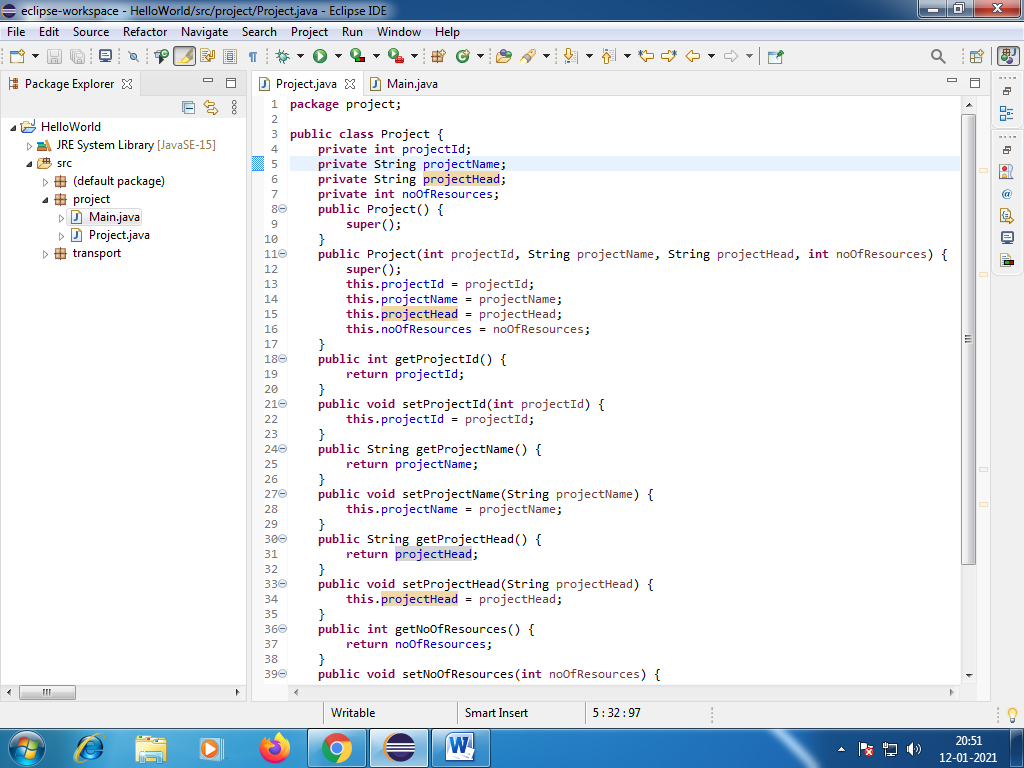 eclipse-workspace - HelloWorld/src/project/Project.java - Eclipse IDE
File Edit Source Refactor Navigate Search Project Run Window Help
Package Explorer
Project.java
Main.java
HelloWorld
JRE System Library [JavaSE-15]
src
(default package)
project
Main.java
Project.java
transport
1 package project;
2
3 public class Project {
4 private int projectId;
5 private String projectName;
6 private String projectHead;
7 private int noOfResources;
8 public Project() {
9 super();
10 }
11 public Project(int projectId, String projectName, String projectHead, int noOfResources) {
12 super();
13 this.projectId = projectId;
14 this.projectName = projectName;
15 this.projectHead = projectHead;
16 this.noOfResources = noOfResources;
17 }
18 public int getProjectId() {
19 return projectId;
20 }
21 public void setProjectId(int projectId) {
22 this.projectId = projectId;
23 }
24 public String getProjectName() {
25 return projectName;
26 }
27 public void setProjectName(String projectName) {
28 this.projectName = projectName;
29 }
30 public String getProjectHead() {
31 return projectHead;
32 }
33 public void setProjectHead(String projectHead) {
34 this.projectHead = projectHead;
35 }
36 public int getNoOfResources() {
37 return noOfResources;
38 }
39 public void setNoOfResources(int noOfResources) {
Writable Smart Insert 5 : 32 : 97
20:51
12-01-2021